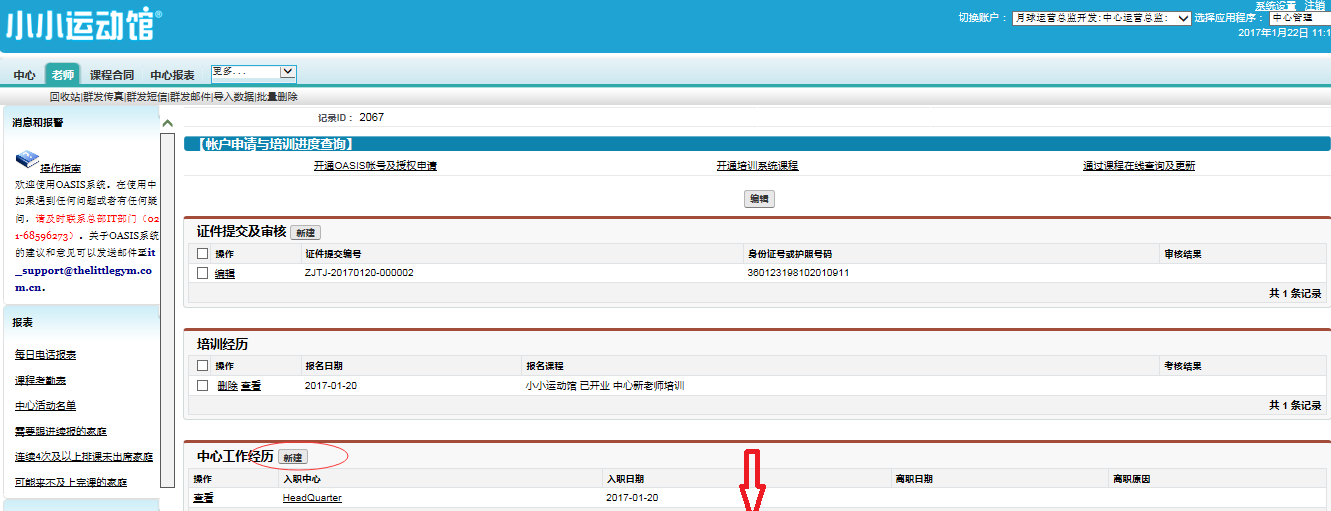 系统设置 注销
小小运动馆®
切换账户： 月球运营总监开发:中心运营总监: 选择应用程序： 中心管理
2017年1月22日 11:1
中心 老师 课程合同 中心报表 更多...
回收站|群发传真|群发短信|群发邮件|导入数据|批量删除
消息和报警
操作指南
欢迎使用OASIS系统。在使用中
如果遇到任何问题或者有任何疑
问，请及时联系总部IT部门（02
1-68596273）。关于OASIS系统
的建议和意见可以发送邮件至it
_support@thelittlegym.co
m.cn。
报表
每日电话报表
课程考勤表
中心活动名单
需要跟进续报的家庭
连续4次及以上排课未出席家庭
可能来不及上完课的家庭
记录ID： 2067
【帐户申请与培训进度查询】
开通OASIS帐号及授权申请 开通培训系统课程 通过课程在线查询及更新
编辑
证件提交及审核 新建
操作 证件提交编号 身份证号或护照号码 审核结果
编辑 ZJTJ-20170120-000002 360123198102010911
共 1 条记录
培训经历
操作 报名日期 报名课程 考核结果
删除 查看 2017-01-20 小小运动馆 已开业 中心新老师培训
共 1 条记录
中心工作经历 新建
操作 入职中心 入职日期 离职日期 离职原因
查看 HeadQuarter 2017-01-20